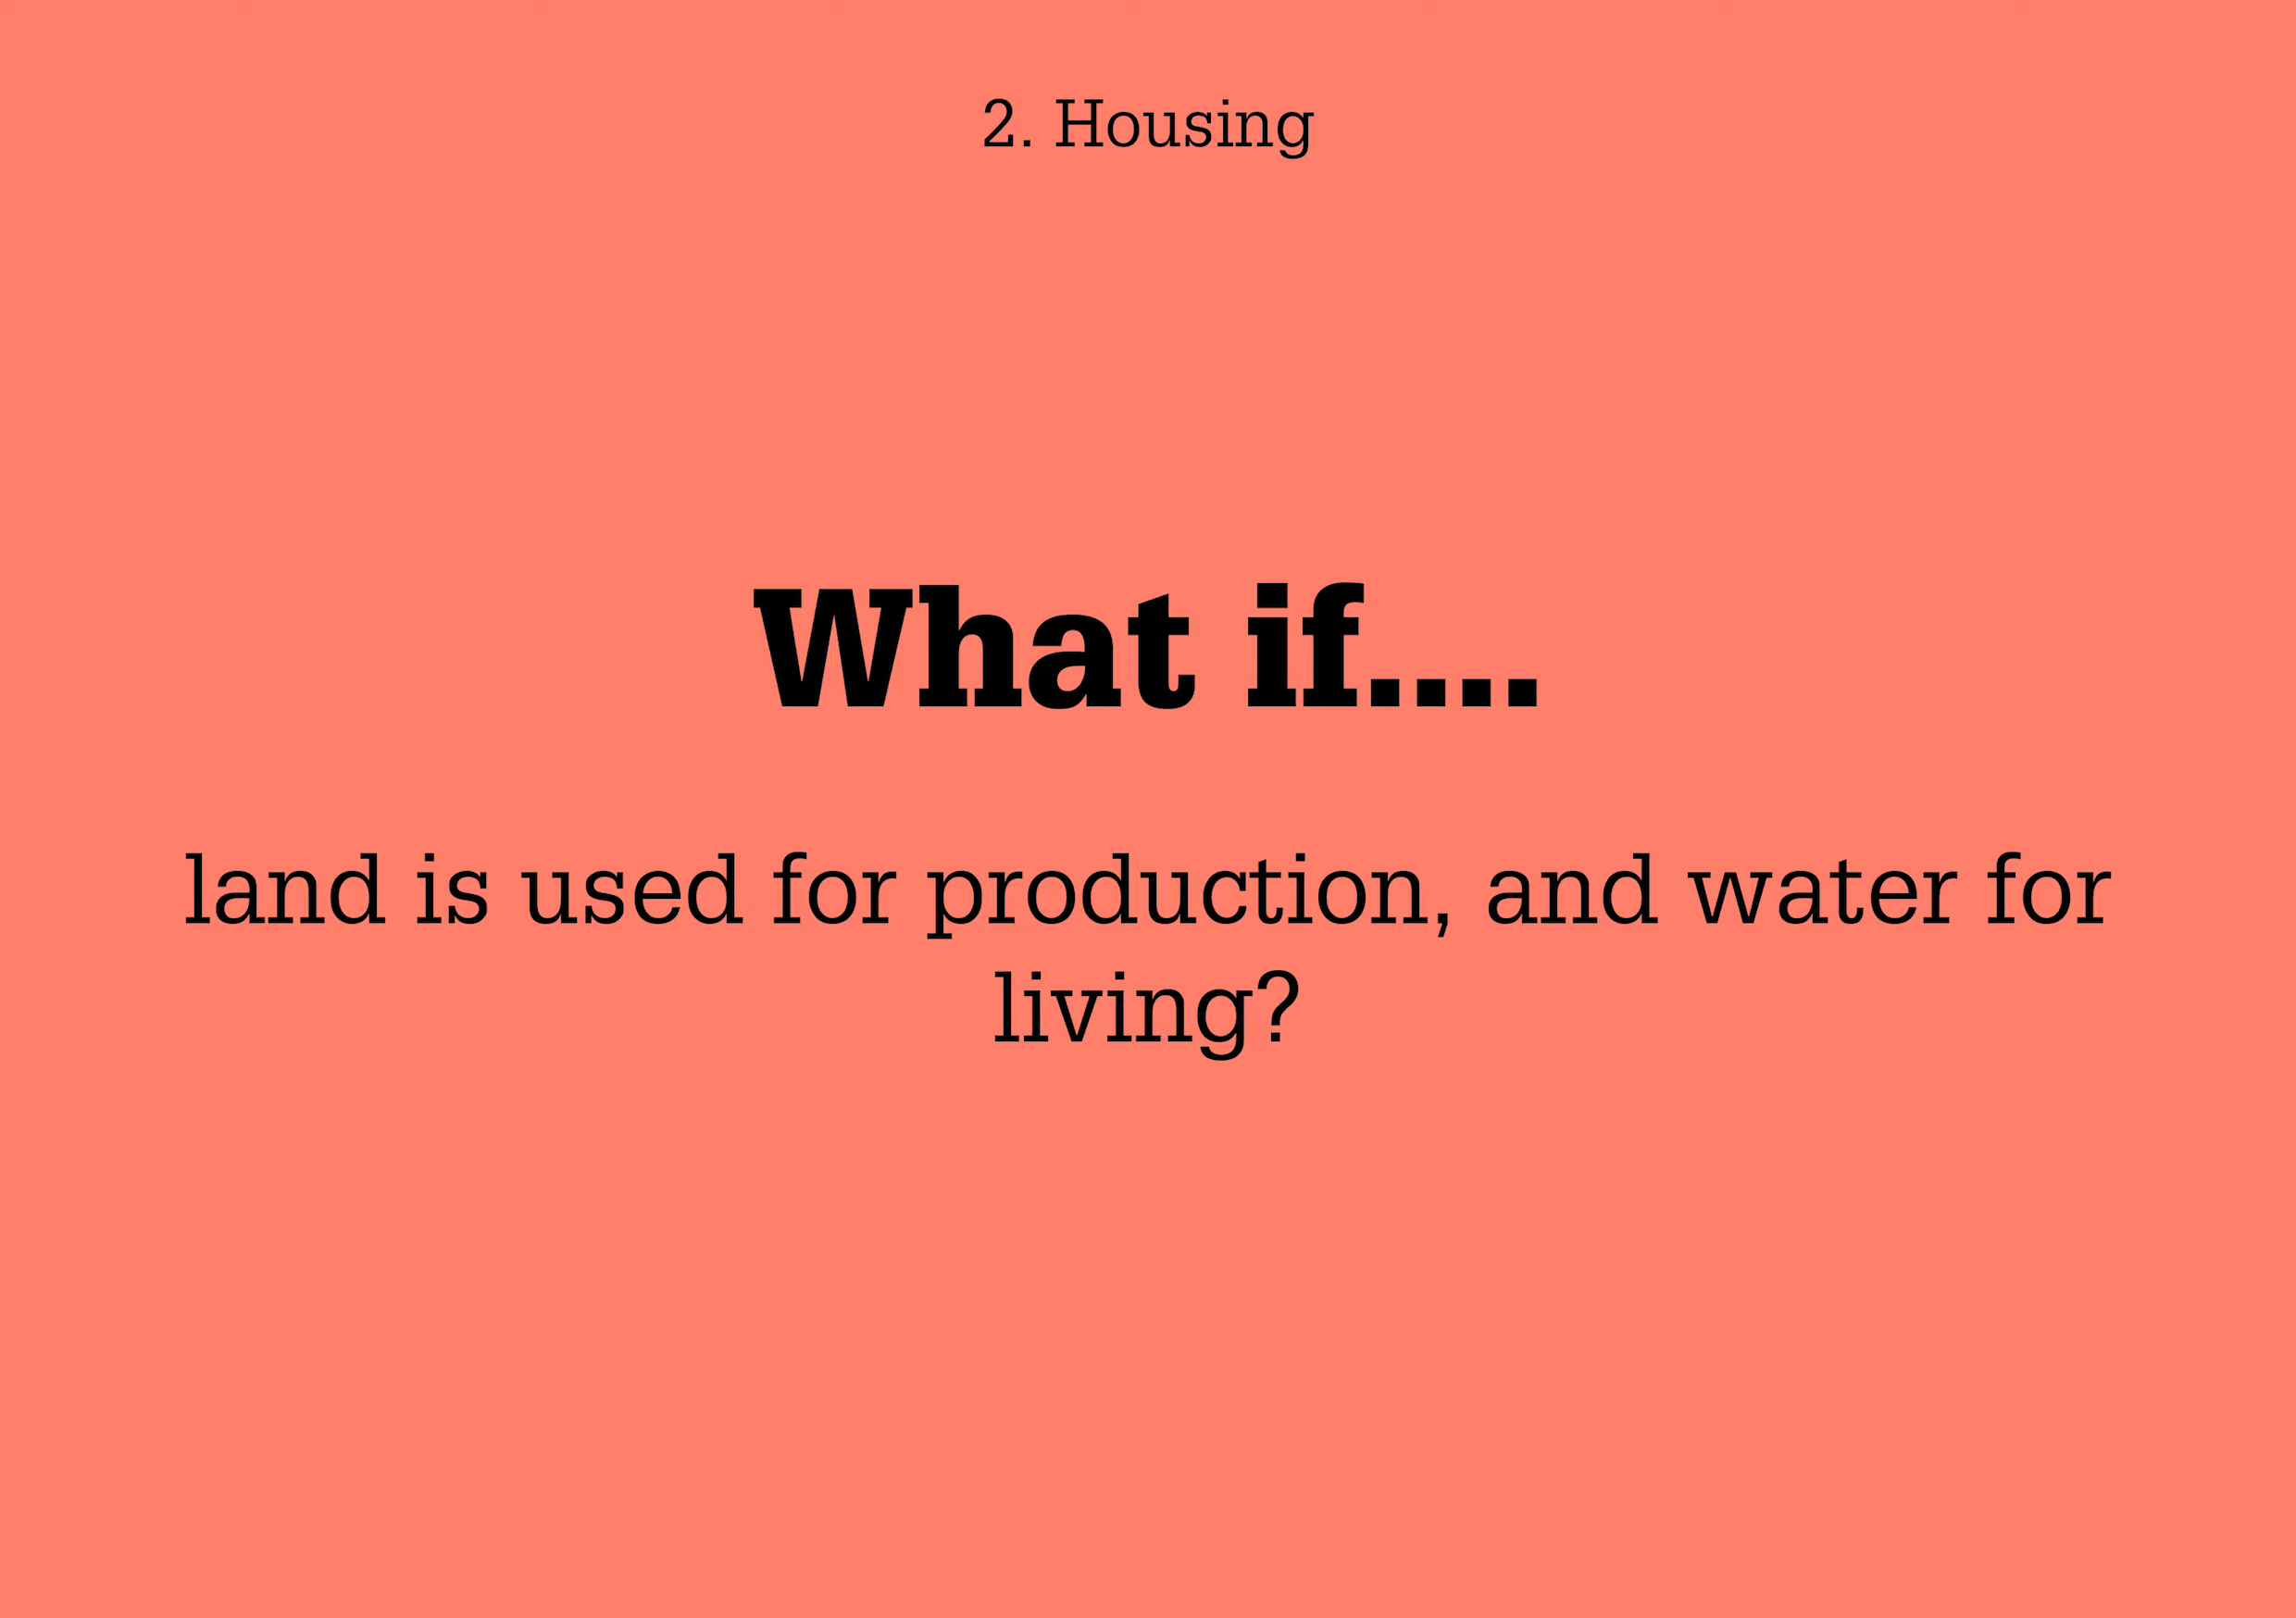 2. Housing
What if....
land is used for production, and water for
living?